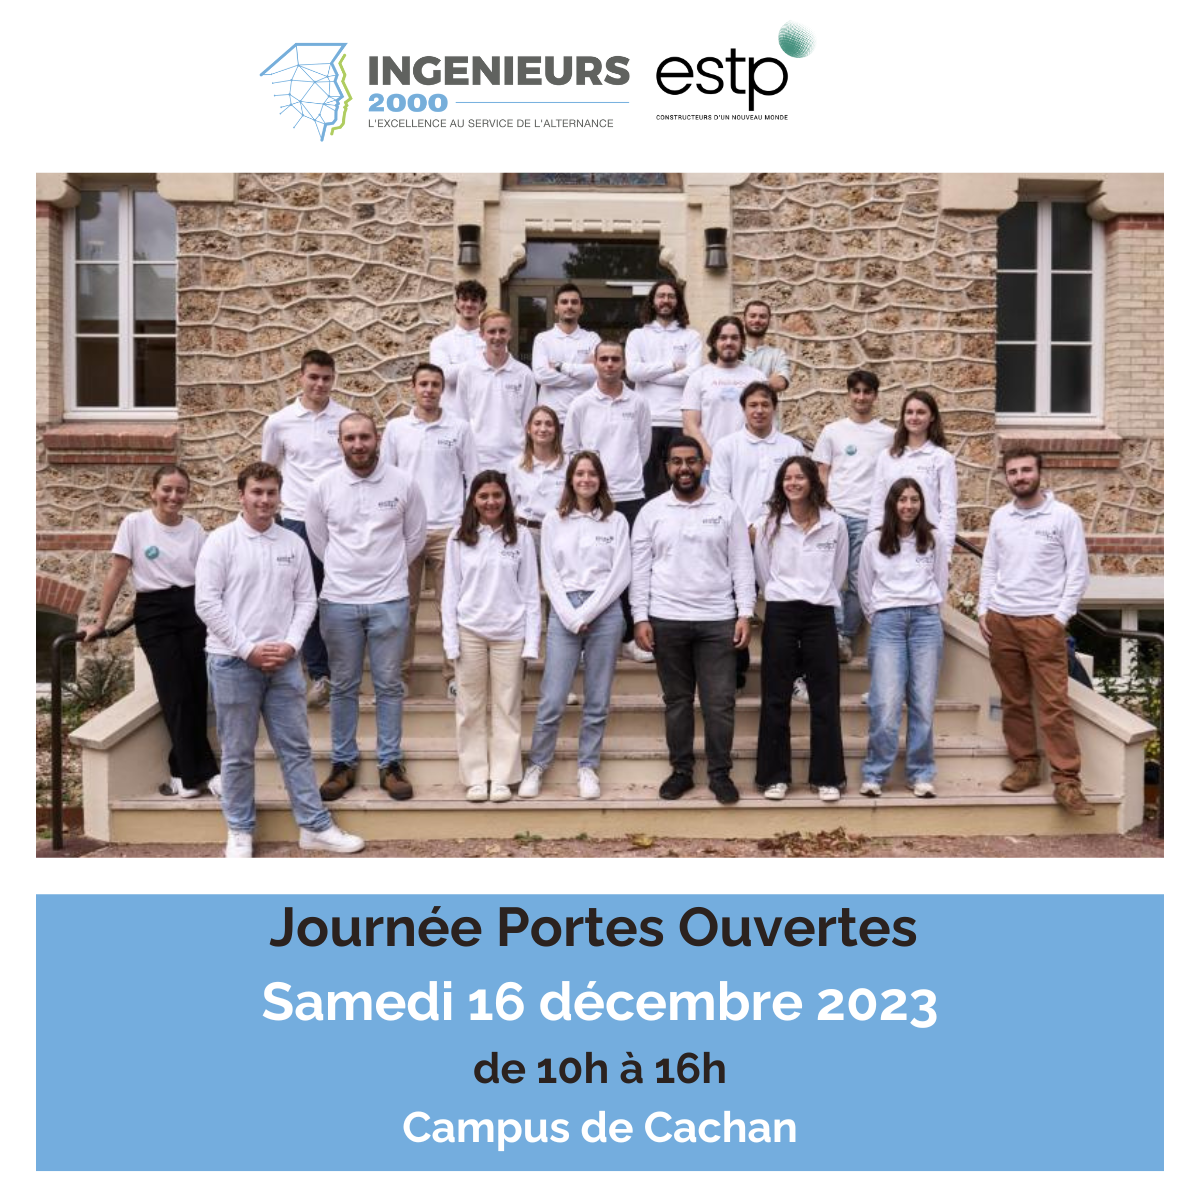 INGENIEURS
2000
L'EXCELLENCE AU SERVICE DE L'ALTERNANCE
estp
CONSTRUCTEURS D'UN NOUVEAU MONDE
Journée Portes Ouvertes
Samedi 16 décembre 2023
de 10h à 16h
Campus de Cachan